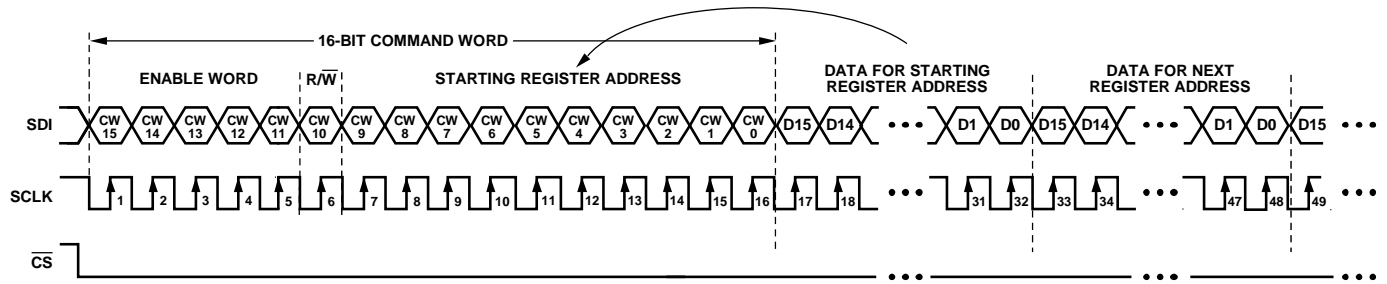 16-BIT COMMAND WORD
ENABLE WORD R/W̅ STARTING REGISTER ADDRESS DATA FOR STARTING REGISTER ADDRESS DATA FOR NEXT REGISTER ADDRESS
SDI CW 15 CW 14 CW 13 CW 12 CW 11 CW 10 CW 9 CW 8 CW 7 CW 6 CW 5 CW 4 CW 3 CW 2 CW 1 CW 0 D15 D14 ••• D1 D0 D15 D14 ••• D1 D0 D15 •••
SCLK 1 2 3 4 5 6 7 8 9 10 11 12 13 14 15 16 17 18 ••• 31 32 33 34 ••• 47 48 49
C̅S̅ ••• ••• •••